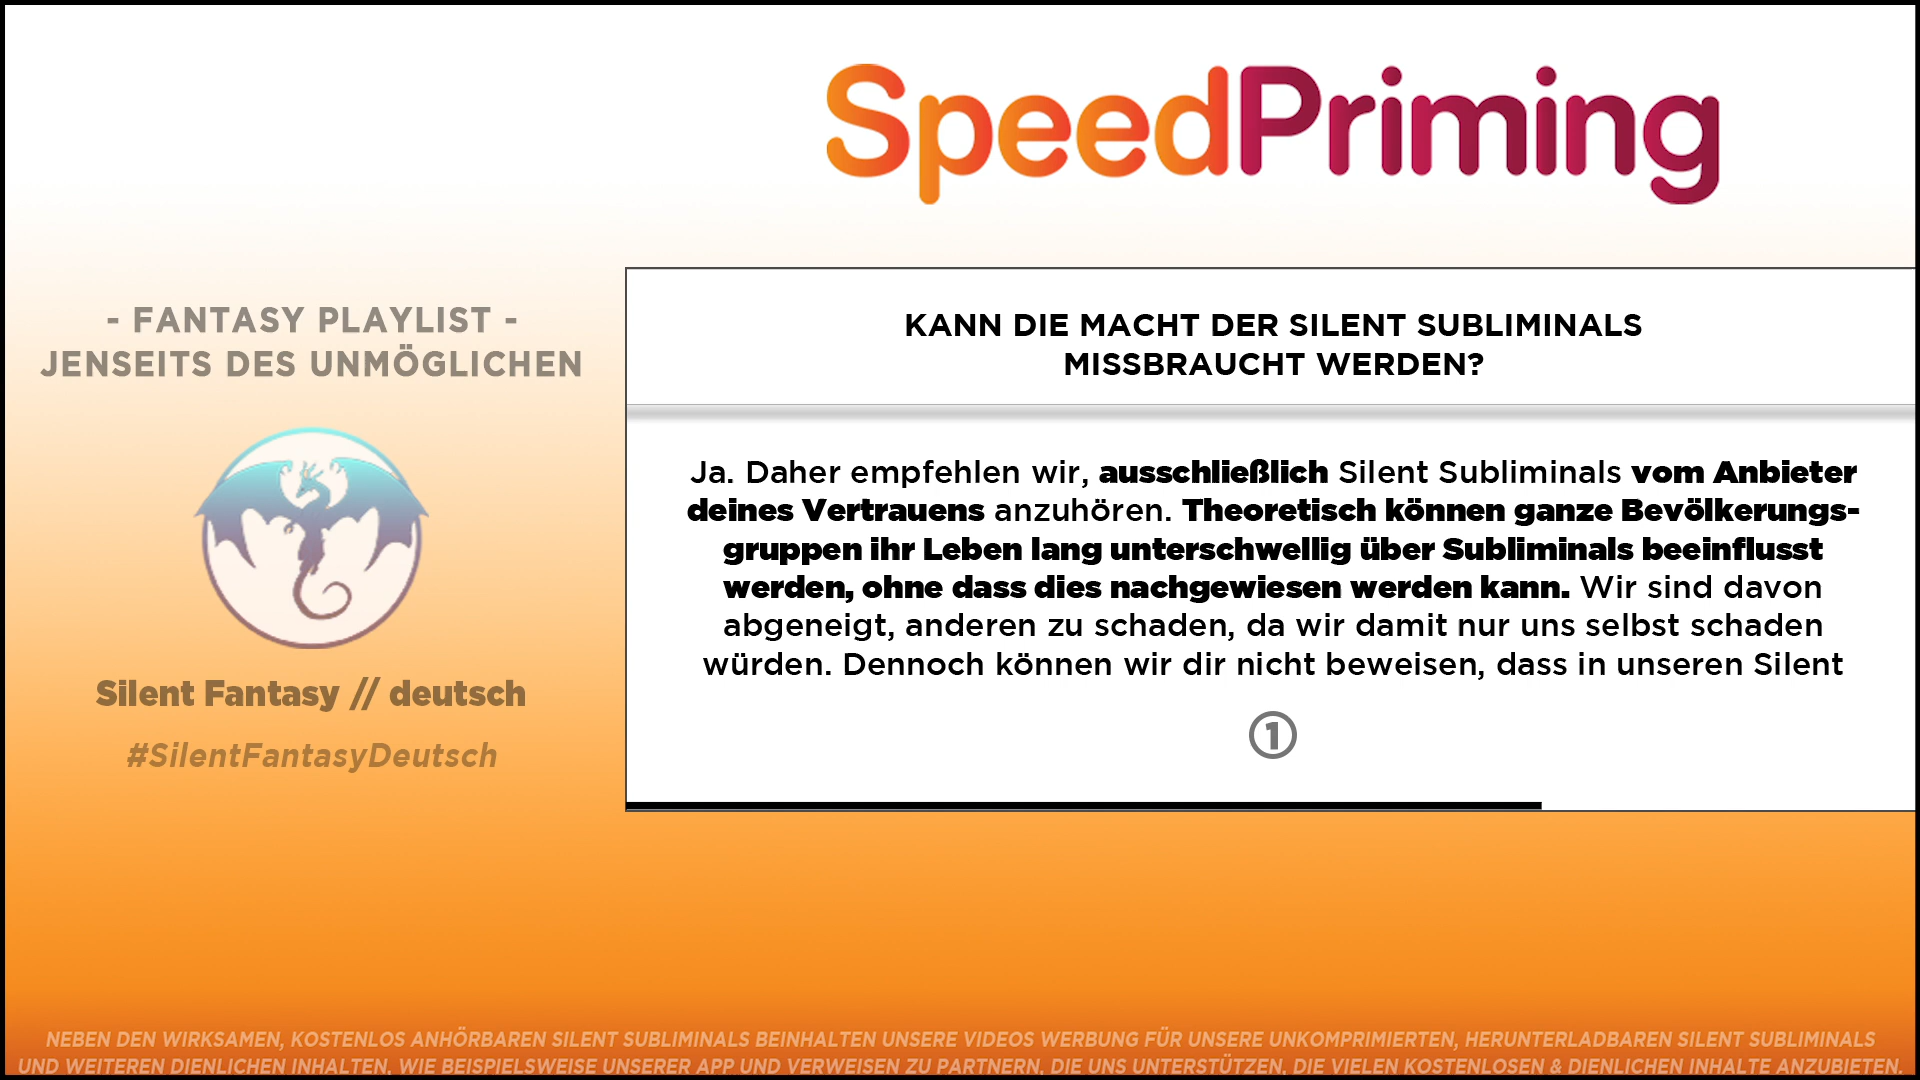 SpeedPriming
- FANTASY PLAYLIST -
JENSEITS DES UNMÖGLICHEN
Silent Fantasy // deutsch
#SilentFantasyDeutsch
KANN DIE MACHT DER SILENT SUBLIMINALS
MISSBRAUCHT WERDEN?
Ja. Daher empfehlen wir, ausschließlich Silent Subliminals vom Anbieter
deines Vertrauens anzuhören. Theoretisch können ganze Bevölkerungs-
gruppen ihr Leben lang unterschwellig über Subliminals beeinflusst
werden, ohne dass dies nachgewiesen werden kann. Wir sind davon
abgeneigt, anderen zu schaden, da wir damit nur uns selbst schaden
würden. Dennoch können wir dir nicht beweisen, dass in unseren Silent
1
NEBEN DEN WIRKSAMEN, KOSTENLOS ANHÖRBAREN SILENT SUBLIMINALS BEINHALTEN UNSERE VIDEOS WERBUNG FÜR UNSERE UNKOMPRIMIERTEN, HERUNTERLADBAREN SILENT SUBLIMINALS
UND WEITEREN DIENLICHEN INHALTEN, WIE BEISPIELSWEISE UNSERER APP UND VERWEISEN ZU PARTNERN, DIE UNS UNTERSTÜTZEN, DIE VIELEN KOSTENLOSEN & DIENLICHEN INHALTE ANZUBIETEN.